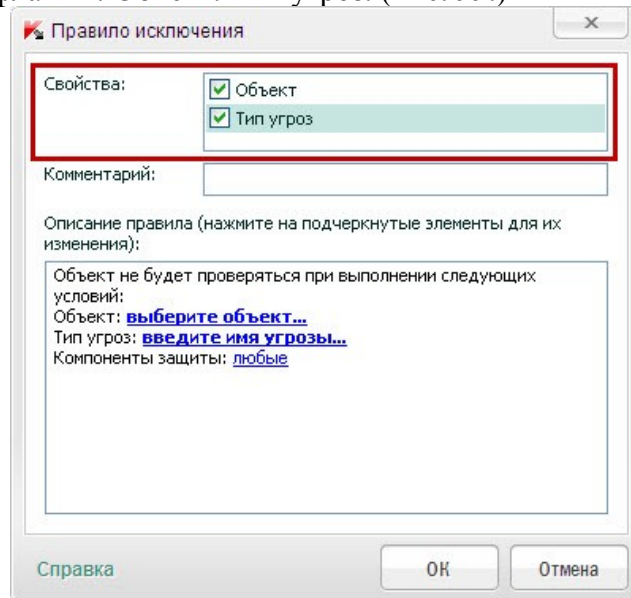 Правило исключения
Свойства:
Объект
Тип угроз
Комментарий:
Описание правила (нажмите на подчеркнутые элементы для их
изменения):
Объект не будет проверяться при выполнении следующих
условий:
Объект: выберите объект...
Тип угроз: введите имя угрозы...
Компоненты защиты: любые
Справка
ОК
Отмена